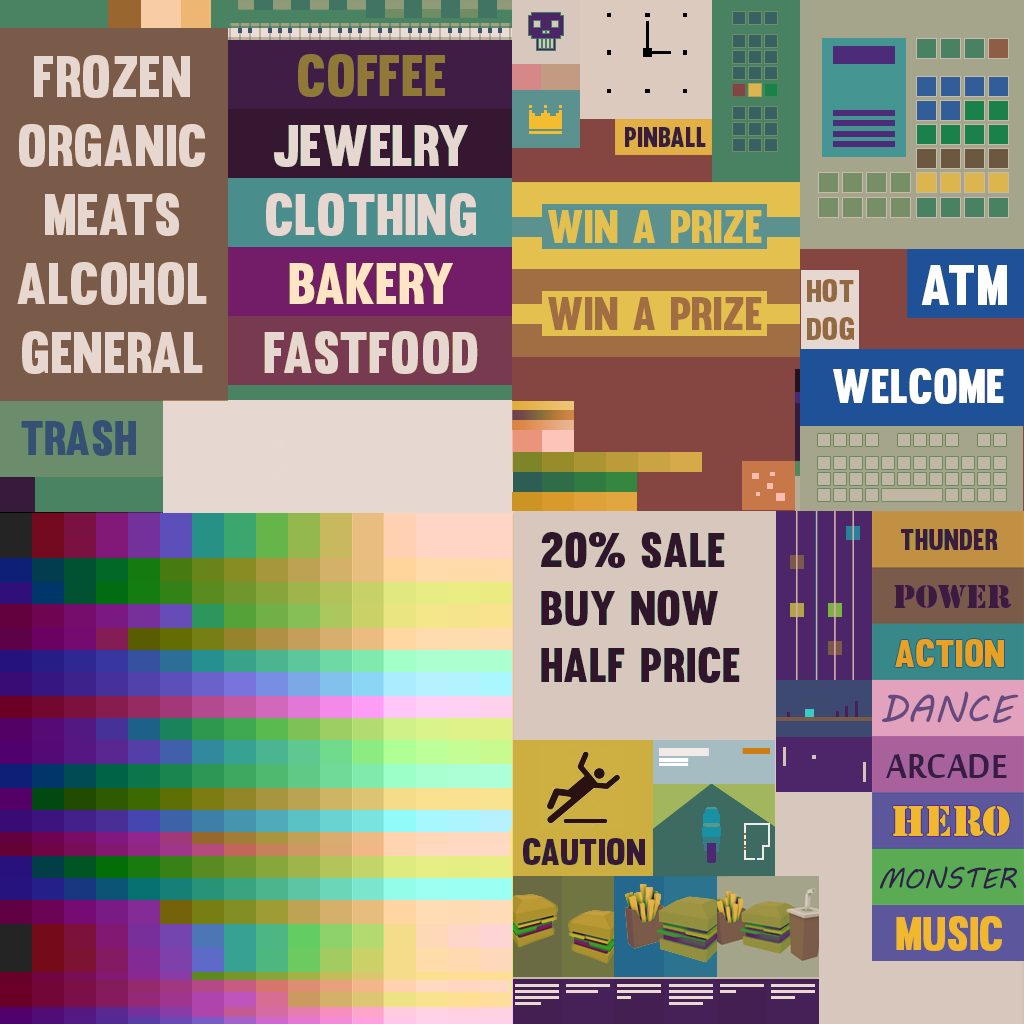 FROZEN
ORGANIC
MEATS
ALCOHOL
GENERAL
COFFEE
JEWELRY
CLOTHING
BAKERY
FASTFOOD
TRASH
PINBALL
WIN A PRIZE
WIN A PRIZE
HOT
DOG
ATM
WELCOME
20% SALE
BUY NOW
HALF PRICE
CAUTION
THUNDER
POWER
ACTION
DANCE
ARCADE
HERO
MONSTER
MUSIC